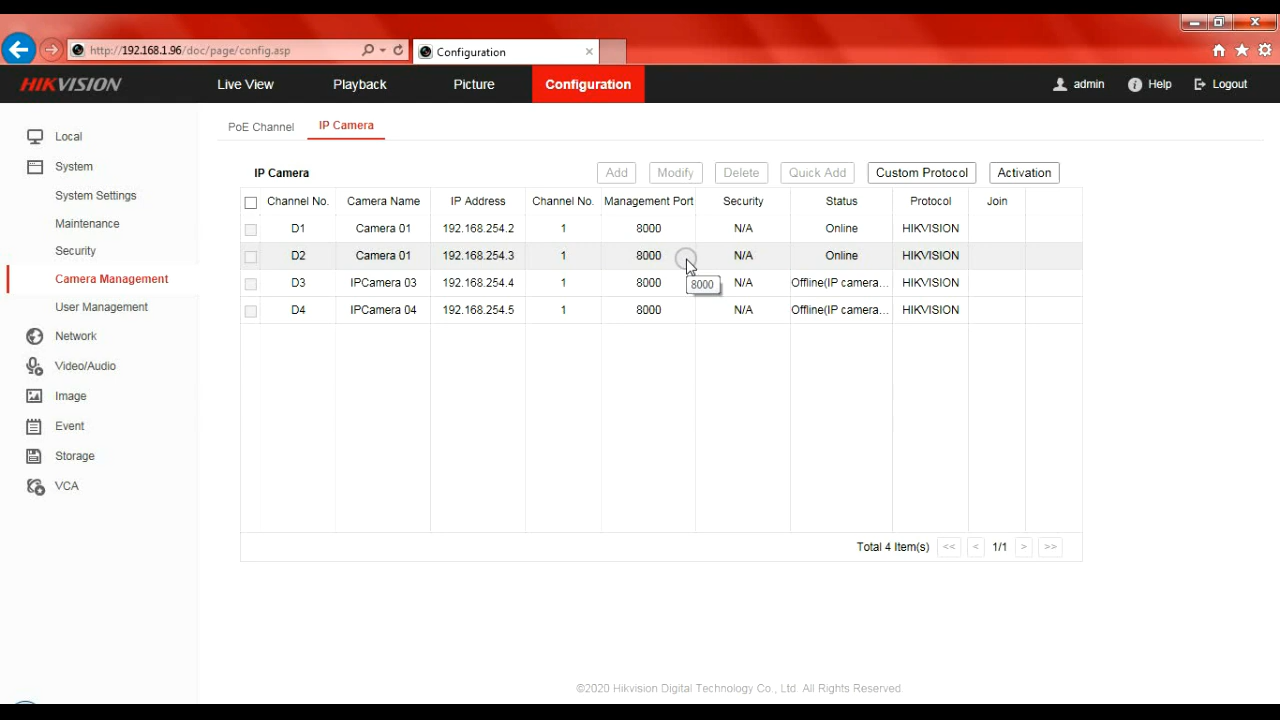 http://192.168.1.96/doc/page/config.asp
Configuration
HIKVISION
Live View
Playback
Picture
Configuration
admin
Help
Logout
Local
System
System Settings
Maintenance
Security
Camera Management
User Management
Network
Video/Audio
Image
Event
Storage
VCA
PoE Channel
IP Camera
IP Camera
Add
Modify
Delete
Quick Add
Custom Protocol
Activation
Channel No. Camera Name IP Address Channel No. Management Port Security Status Protocol Join
D1 Camera 01 192.168.254.2 1 8000 N/A Online HIKVISION
D2 Camera 01 192.168.254.3 1 8000 N/A Online HIKVISION
8000
D3 IPCamera 03 192.168.254.4 1 8000 N/A Offline(IP camera... HIKVISION
D4 IPCamera 04 192.168.254.5 1 8000 N/A Offline(IP camera... HIKVISION
Total 4 Item(s) << < 1/1 > >>
©2020 Hikvision Digital Technology Co., Ltd. All Rights Reserved.